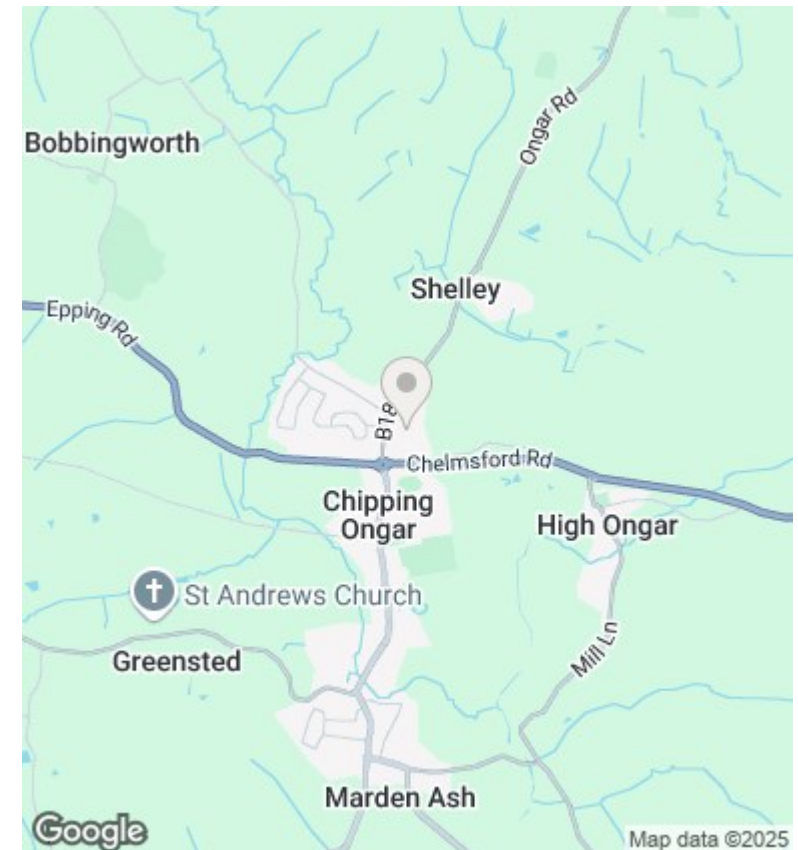 Bobbingworth
Ongar Rd
Shelley
Epping Rd
B18
Chelmsford Rd
Chipping
Ongar
High Ongar
St Andrews Church
Mill Ln
Greensted
Marden Ash
Google
Map data ©2025